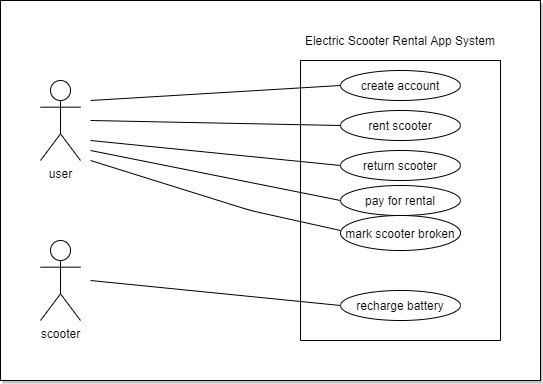 Electric Scooter Rental App System
create account
rent scooter
return scooter
user
pay for rental
mark scooter broken
recharge battery
scooter